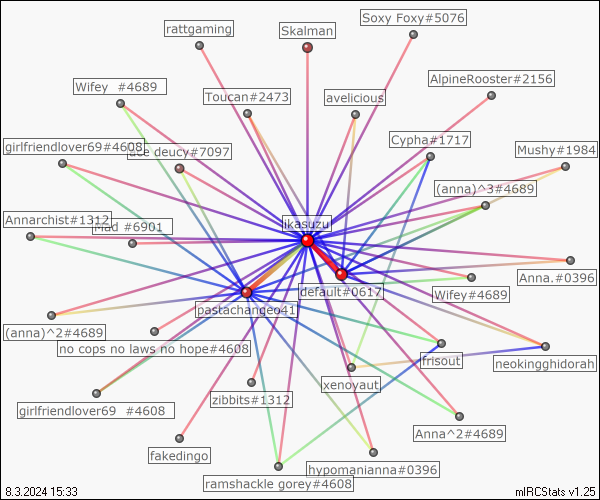 Soxy Foxy#5076
rattgaming
Skalman
AlpineRooster#2156
Wifey  #4689
Toucan#2473
avelicious
Cypha#1717
girlfriendlover69#4608
ace deucy#7097
Mushy#1984
(anna)^3#4689
Annarchist#1312
#6901
ikasuzu
Anna.#0396
default#0617
Wifey#4689
pastachangeo41
(anna)^2#4689
no cops no laws no hope#4608
frisout
neokingghidorah
xenoyaut
zibbits#1312
girlfriendlover69  #4608
Anna^2#4689
fakedingo
hypomanianna#0396
ramshackle gorey#4608
8.3.2024 15:33
mIRCStats v1.25